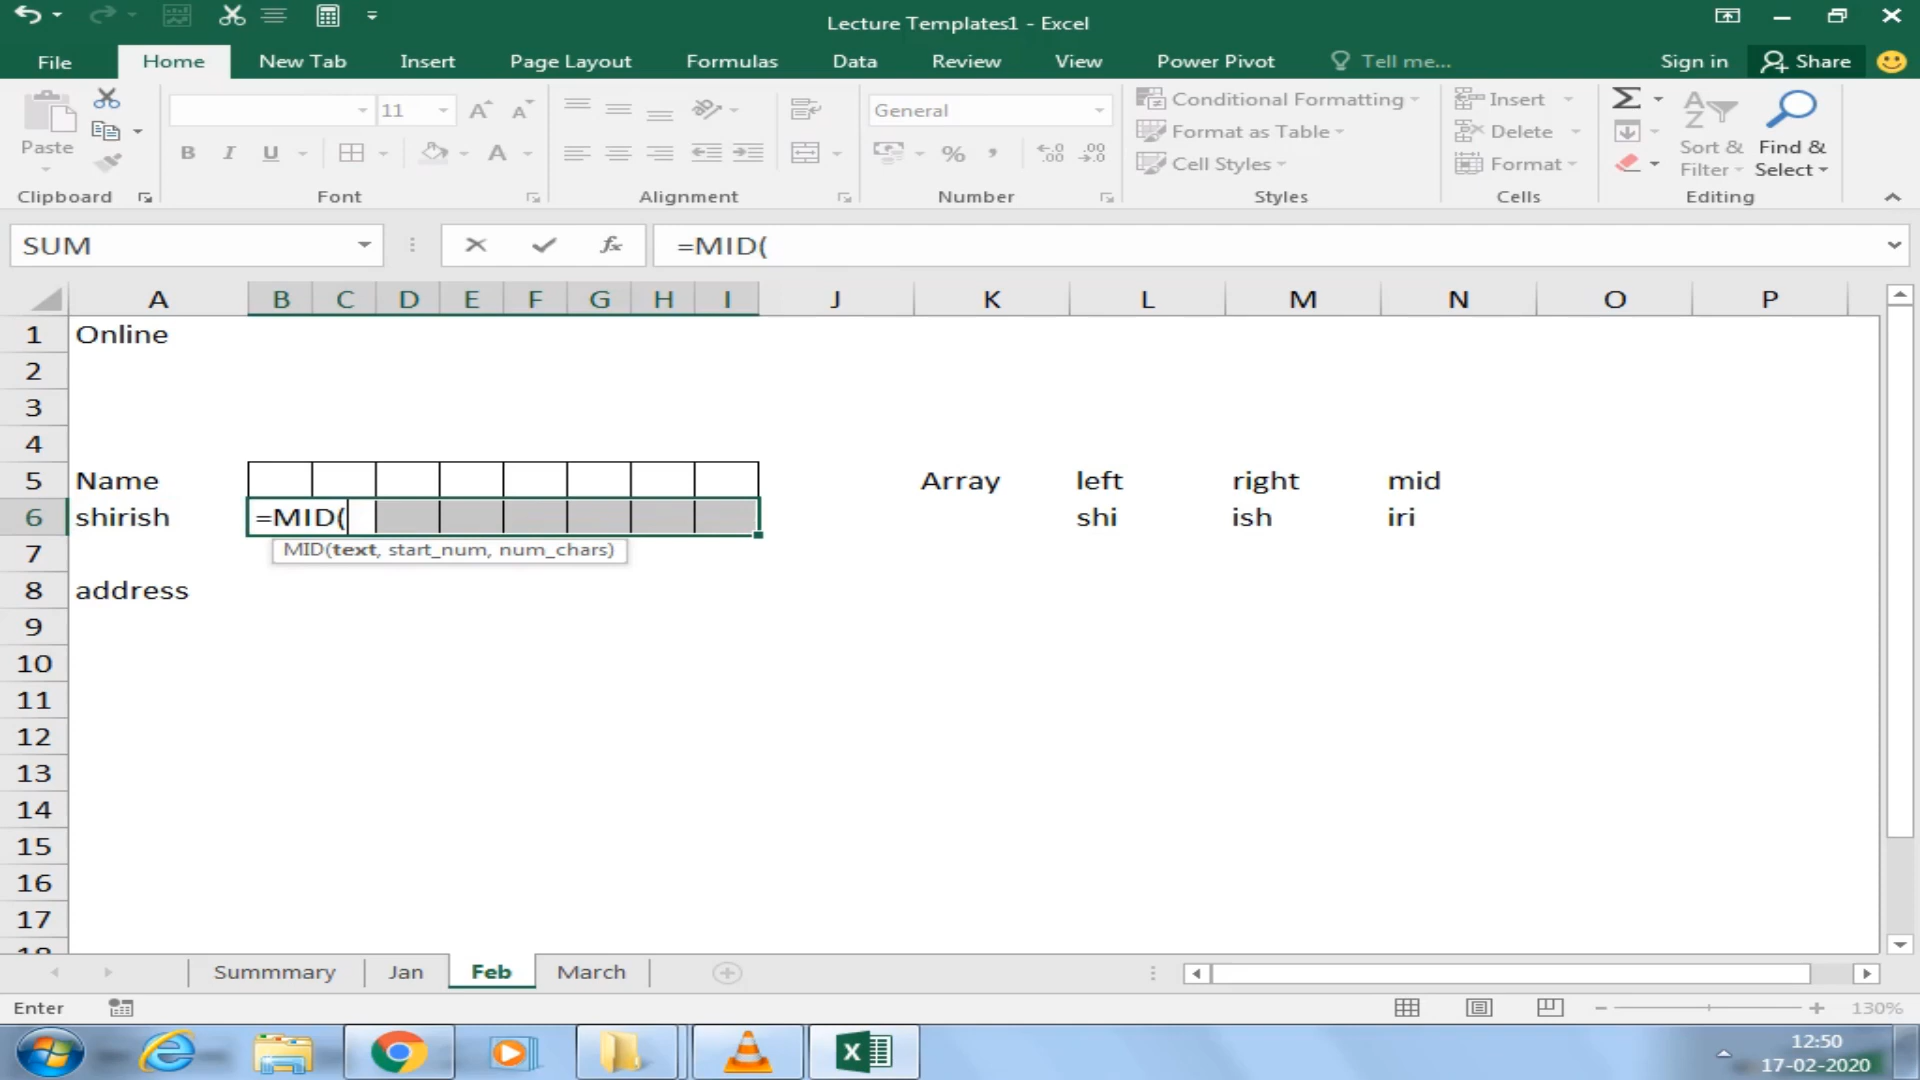 Lecture Templates1 - Excel
File Home New Tab Insert Page Layout Formulas Data Review View Power Pivot Tell me... Sign in Share
Paste
Clipboard
11
B I U A
Font
Alignment
General
% , .00
Number
Conditional Formatting
Format as Table
Cell Styles
Styles
Insert
Delete
Format
Cells
Sort & Filter
Find & Select
Editing
SUM fx =MID(
A B C D E F G H I J K L M N O P
1 Online
2
3
4
5 Name Array left right mid
6 shirish =MID( shi ish iri
7 MID(text, start_num, num_chars)
8 address
9
10
11
12
13
14
15
16
17
18
Summmary Jan Feb March
Enter 130%
12:50
17-02-2020